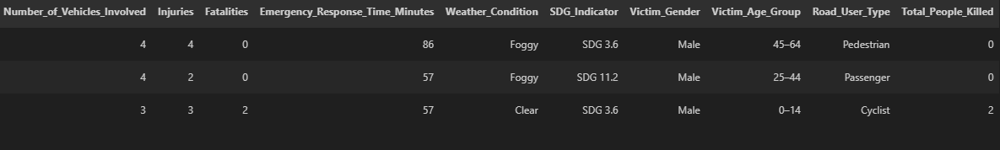 Number_of_Vehicles_Involved Injuries Fatalities Emergency_Response_Time_Minutes Weather_Condition SDG_Indicator Victim_Gender Victim_Age_Group Road_User_Type Total_People_Killed
4 4 0 86 Foggy SDG 3.6 Male 45–64 Pedestrian 0
4 2 0 57 Foggy SDG 11.2 Male 25–44 Passenger 0
3 3 2 57 Clear SDG 3.6 Male 0–14 Cyclist 2